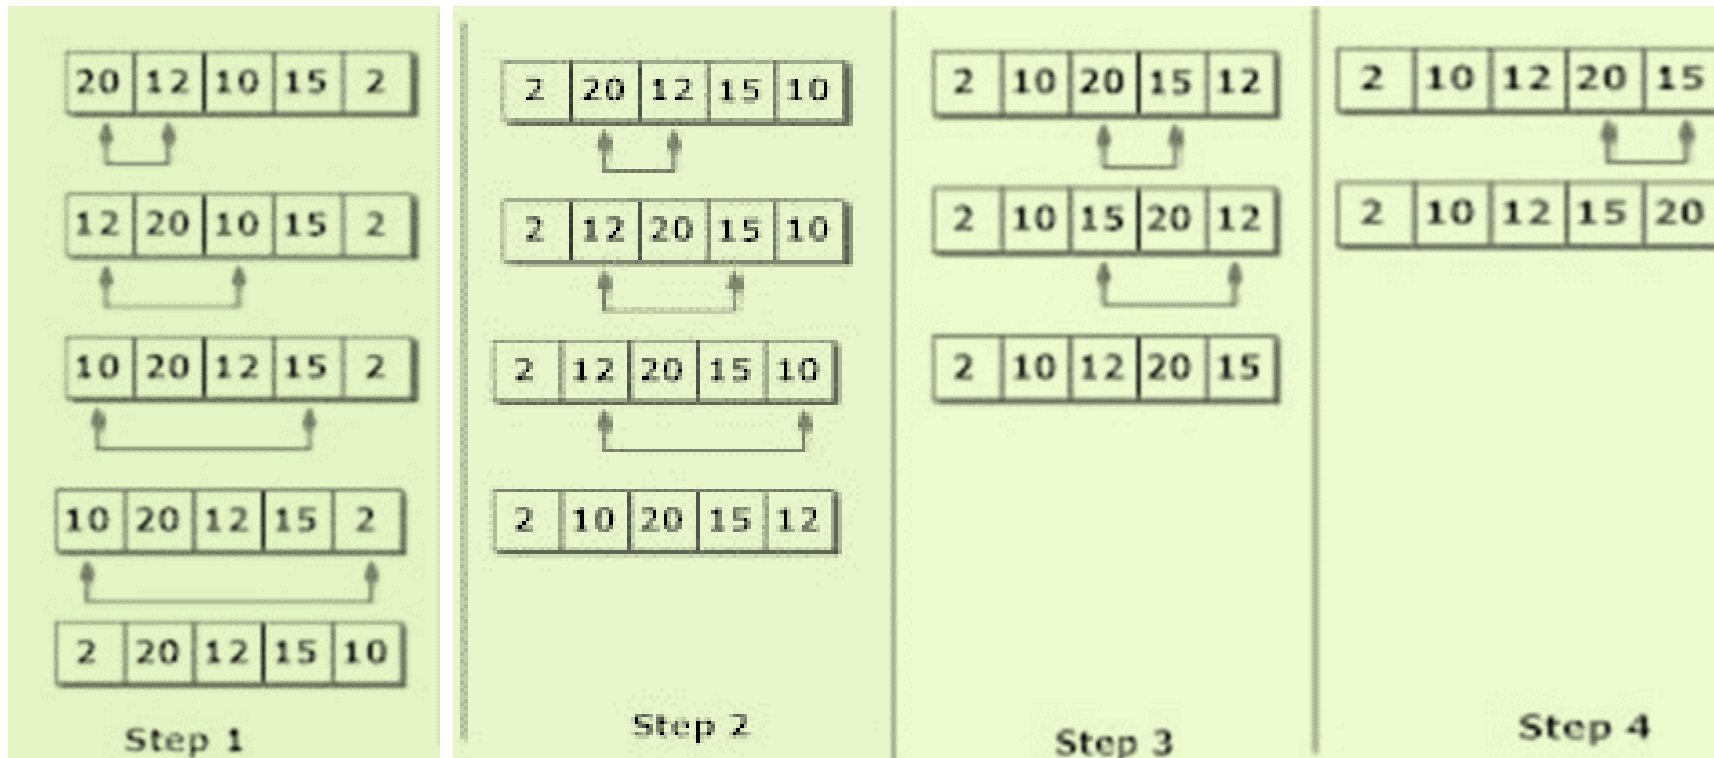 20 12 10 15 2
12 20 10 15 2
10 20 12 15 2
10 20 12 15 2
2 20 12 15 10
Step 1
2 20 12 15 10
2 12 20 15 10
2 12 20 15 10
2 10 20 15 12
Step 2
2 10 20 15 12
2 10 15 20 12
2 10 12 20 15
Step 3
2 10 12 20 15
2 10 12 15 20
Step 4